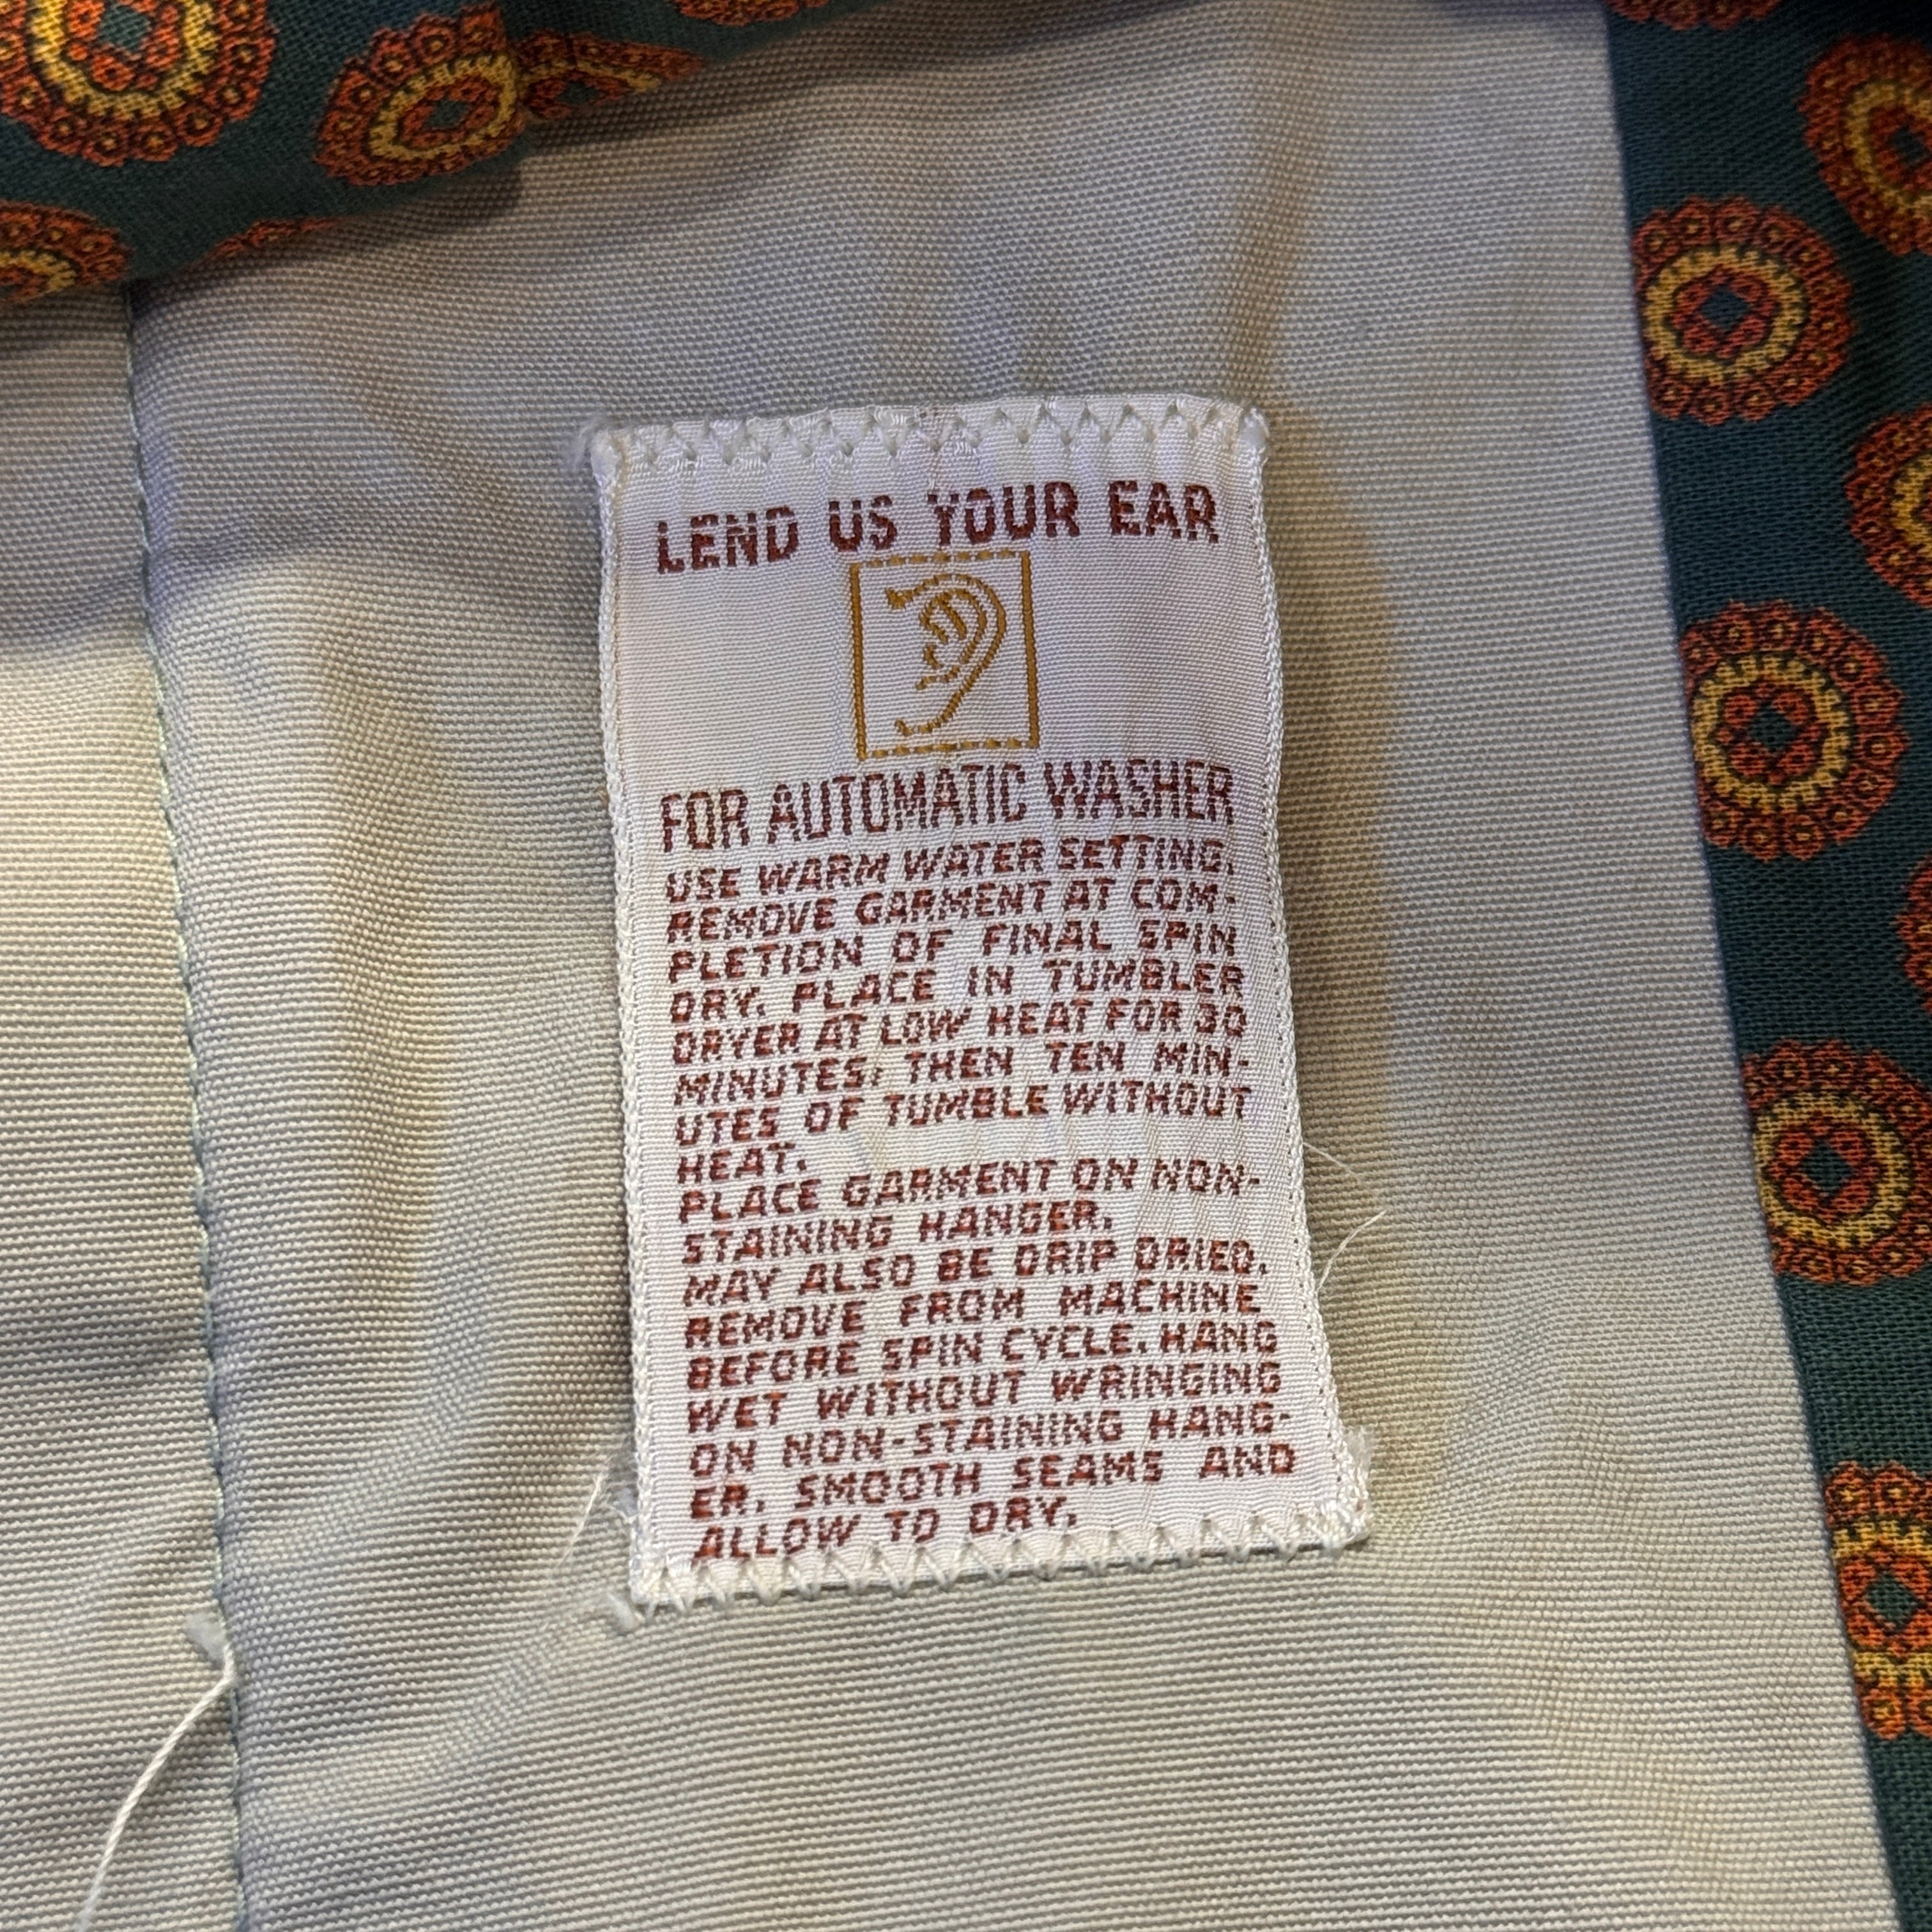 LEND US YOUR EAR
FOR AUTOMATIC WASHER
USE WARM WATER SETTING.
REMOVE GARMENT AT COM-
PLETION OF FINAL SPIN
DRY. PLACE IN TUMBLER
DRYER AT LOW HEAT FOR 30
MINUTES; THEN TEN MIN-
UTES OF TUMBLE WITHOUT
HEAT.
PLACE GARMENT ON NON-
STAINING HANGER.
MAY ALSO BE DRIP DRIED.
REMOVE FROM MACHINE
BEFORE SPIN CYCLE. HANG
WET WITHOUT WRINGING
ON NON-STAINING HANG-
ER. SMOOTH SEAMS AND
ALLOW TO DRY.